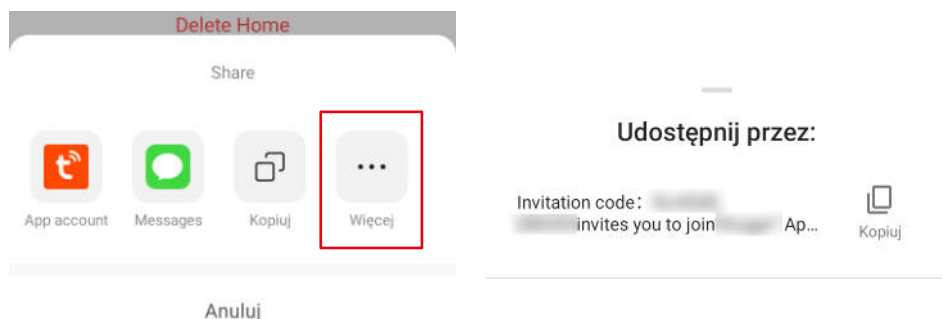 Delete Home
Share
App account Messages Kopiuj Więcej
Anuluj
Udostępnij przez:
Invitation code:
invites you to join Ap...
Kopiuj